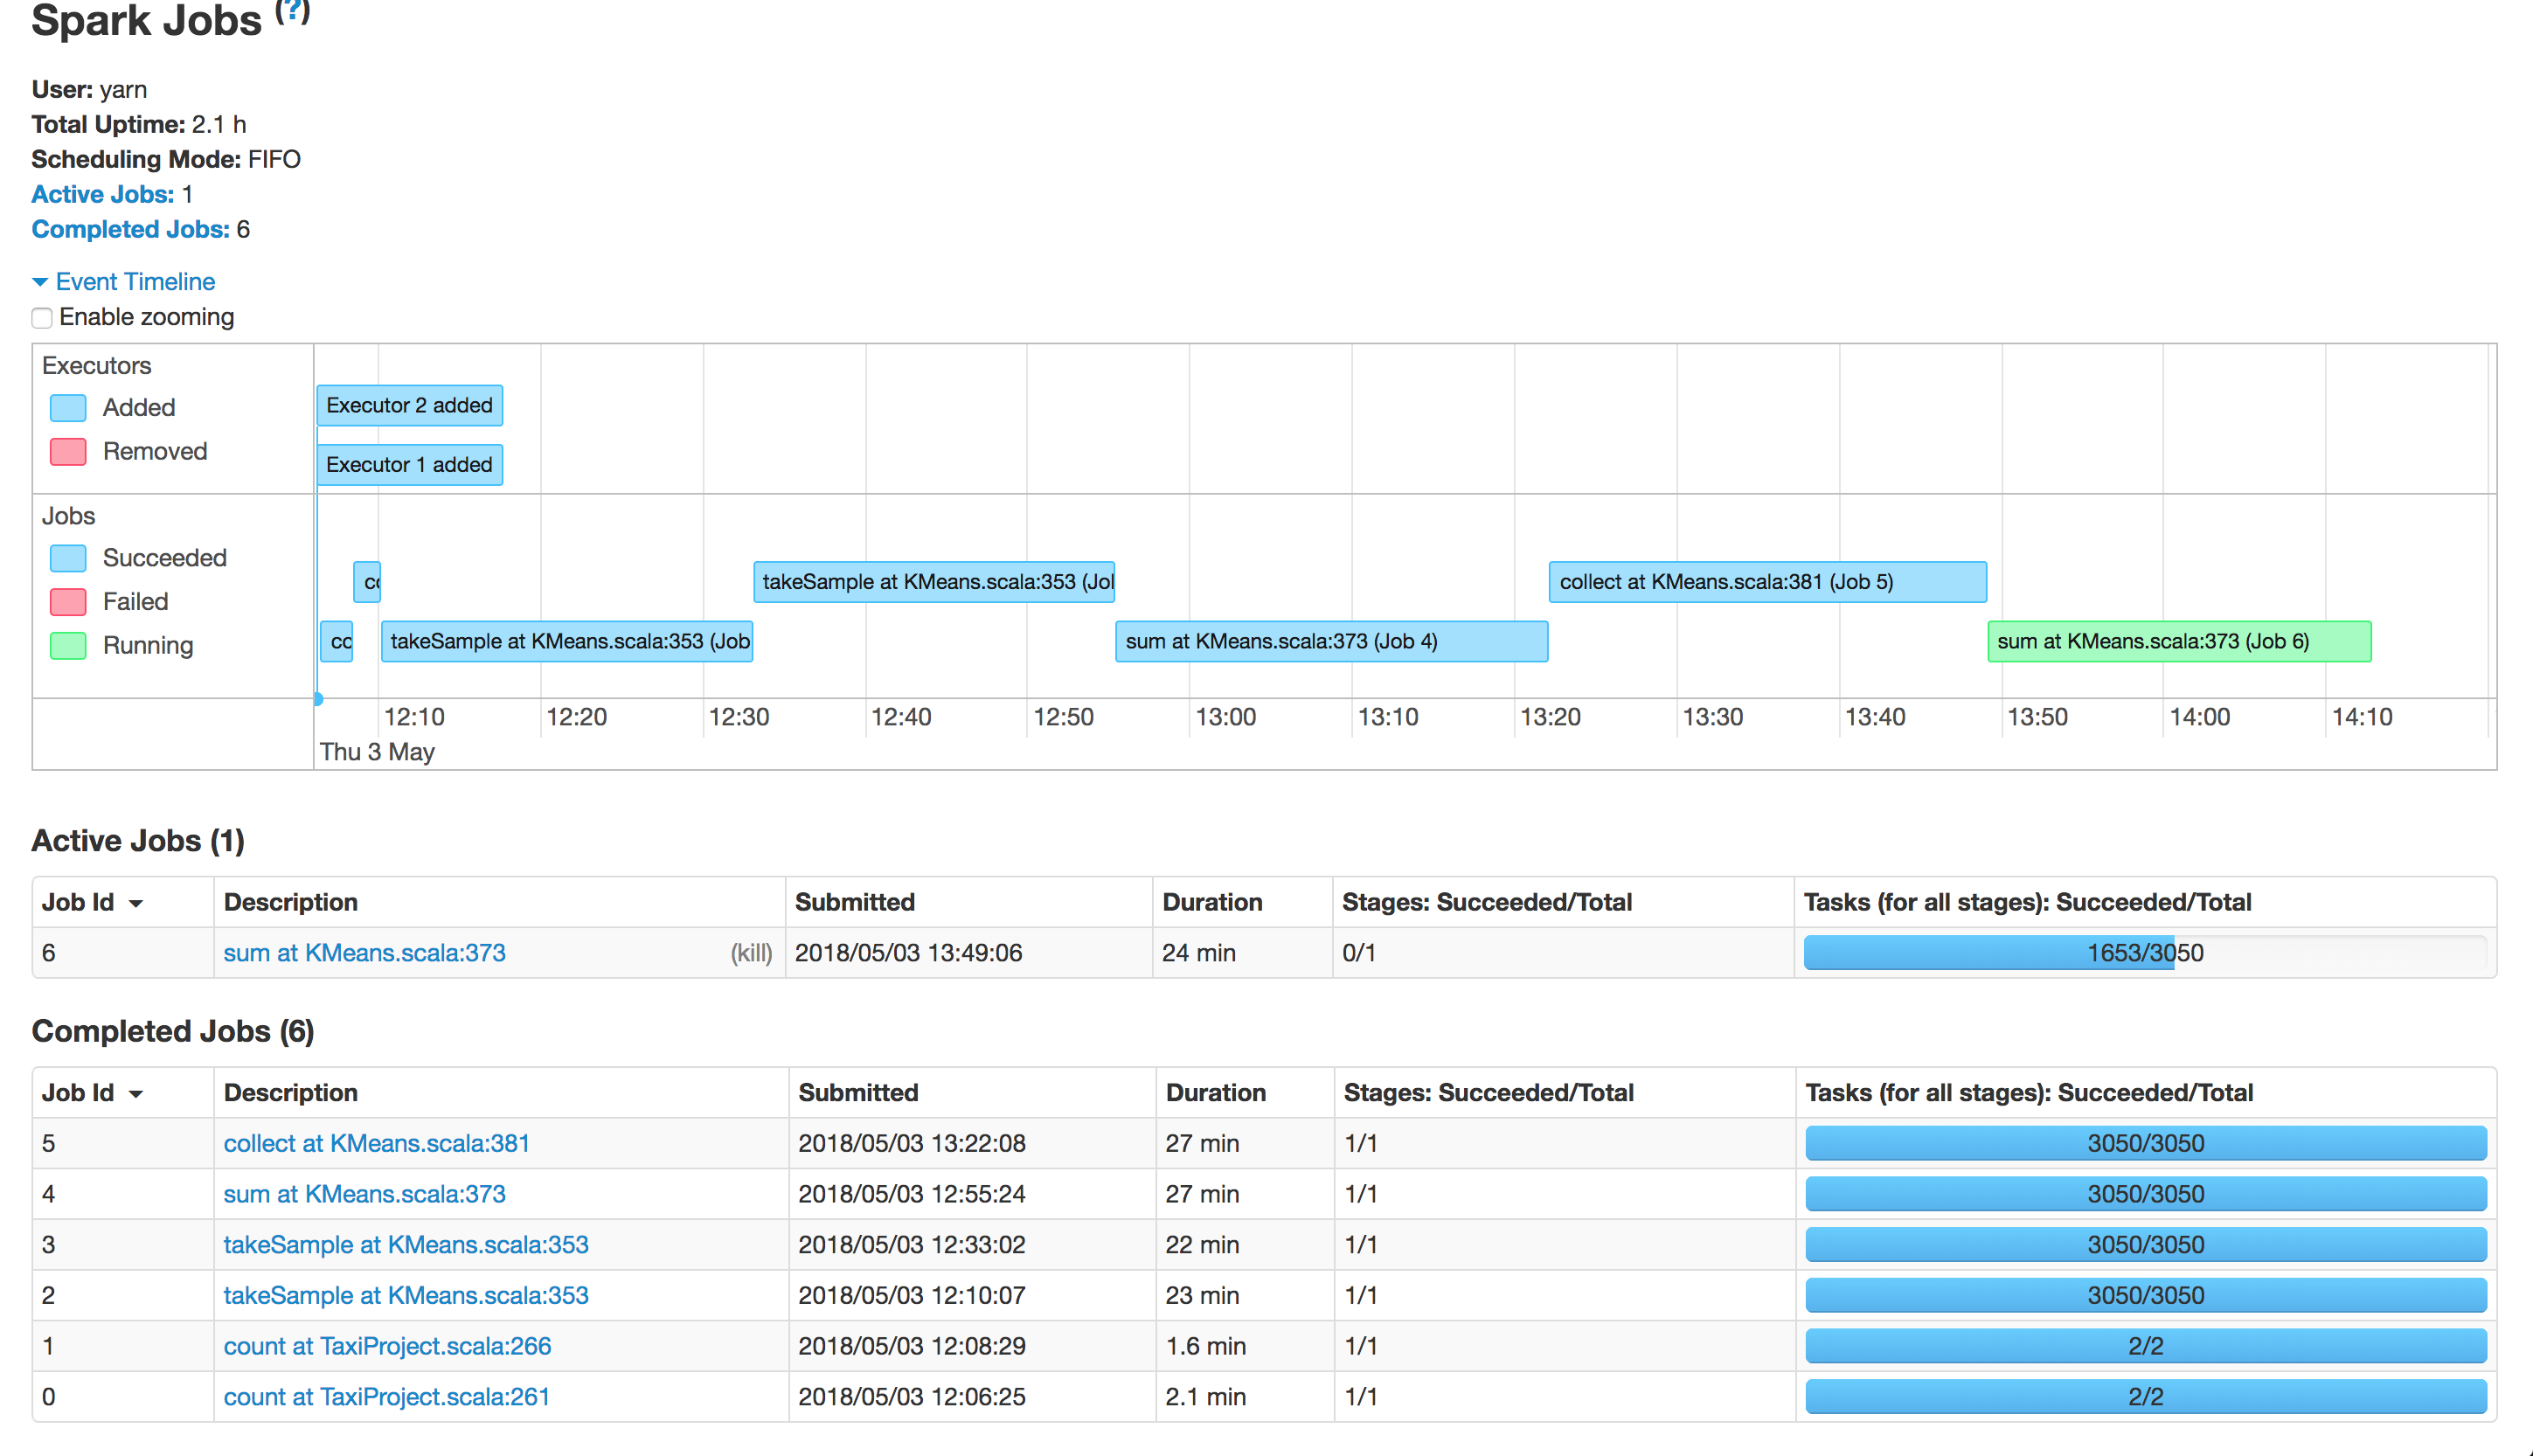 Spark Jobs (?)
User: yarn
Total Uptime: 2.1 h
Scheduling Mode: FIFO
Active Jobs: 1
Completed Jobs: 6
Event Timeline
Enable zooming
Executors
Added
Removed
Executor 2 added
Executor 1 added
Jobs
Succeeded
Failed
Running
co
takeSample at KMeans.scala:353 (Jol
collect at KMeans.scala:381 (Job 5)
cc
takeSample at KMeans.scala:353 (Job
sum at KMeans.scala:373 (Job 4)
sum at KMeans.scala:373 (Job 6)
12:10 12:20 12:30 12:40 12:50 13:00 13:10 13:20 13:30 13:40 13:50 14:00 14:10
Thu 3 May
Active Jobs (1)
Job Id Description Submitted Duration Stages: Succeeded/Total Tasks (for all stages): Succeeded/Total
6 sum at KMeans.scala:373 (kill) 2018/05/03 13:49:06 24 min 0/1 1653/3050
Completed Jobs (6)
Job Id Description Submitted Duration Stages: Succeeded/Total Tasks (for all stages): Succeeded/Total
5 collect at KMeans.scala:381 2018/05/03 13:22:08 27 min 1/1 3050/3050
4 sum at KMeans.scala:373 2018/05/03 12:55:24 27 min 1/1 3050/3050
3 takeSample at KMeans.scala:353 2018/05/03 12:33:02 22 min 1/1 3050/3050
2 takeSample at KMeans.scala:353 2018/05/03 12:10:07 23 min 1/1 3050/3050
1 count at TaxiProject.scala:266 2018/05/03 12:08:29 1.6 min 1/1 2/2
0 count at TaxiProject.scala:261 2018/05/03 12:06:25 2.1 min 1/1 2/2